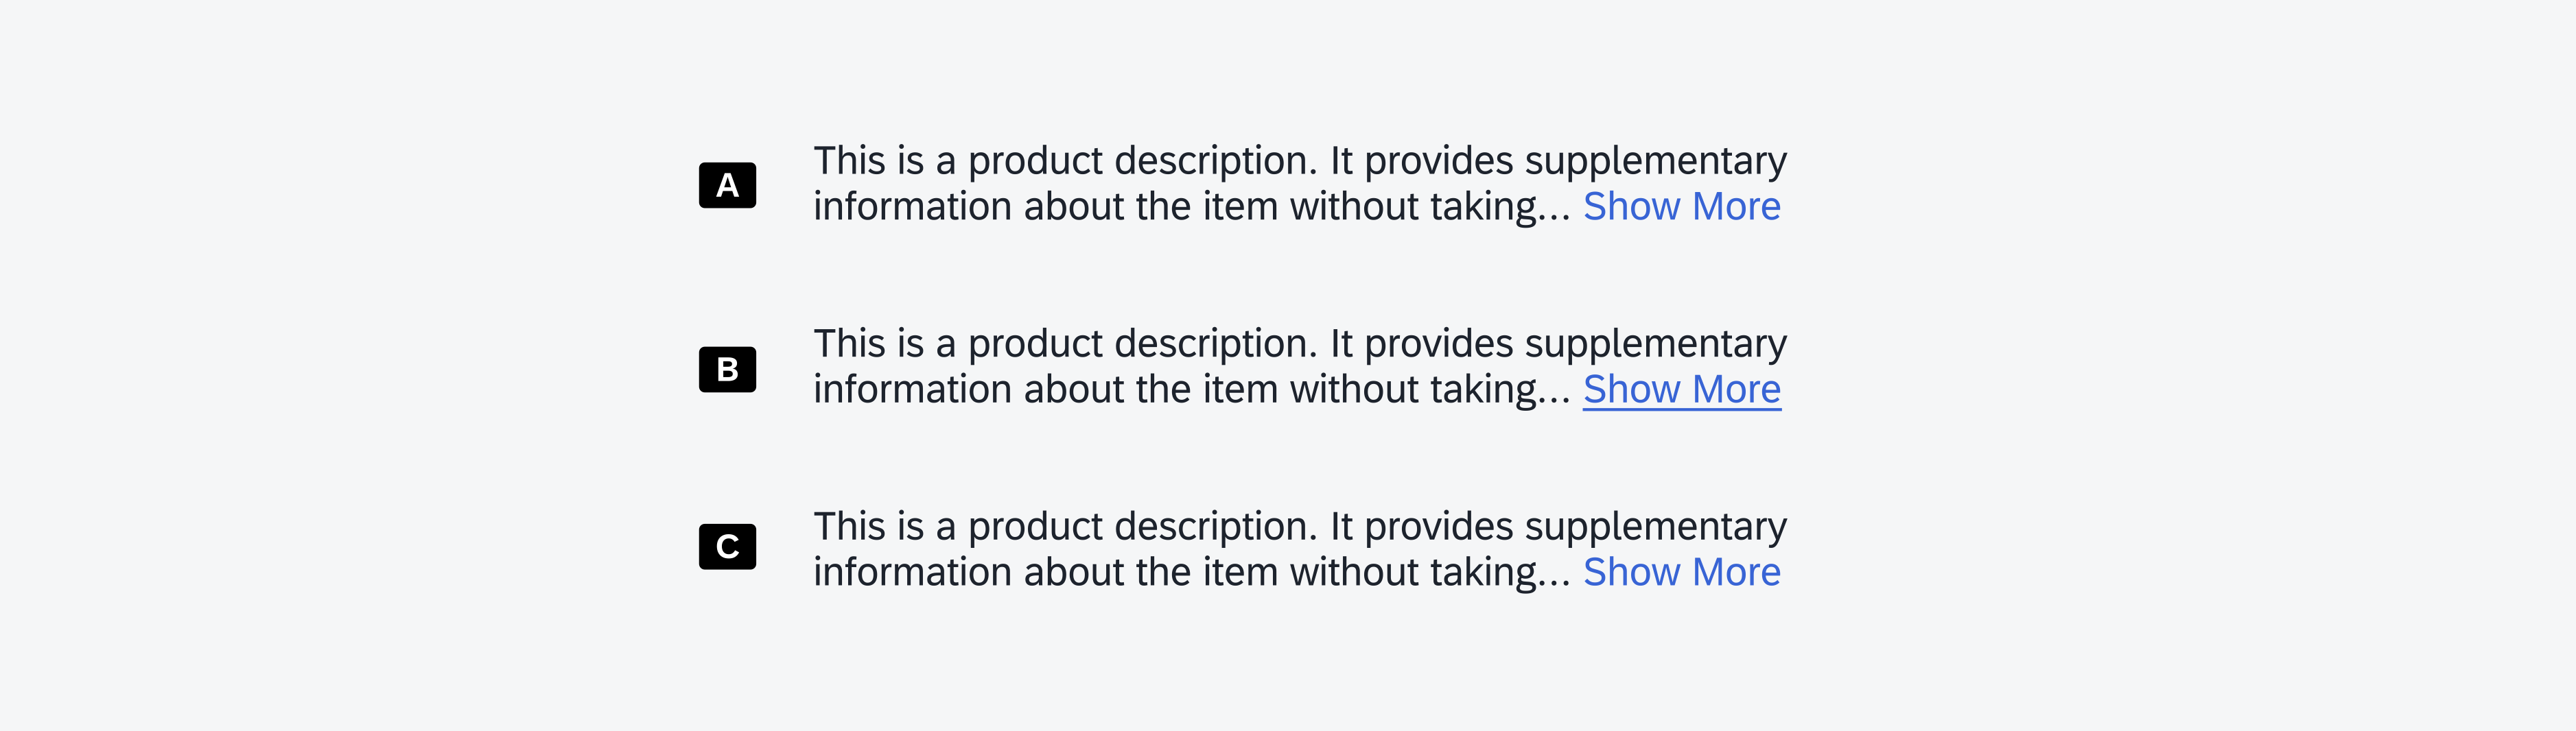 A
This is a product description. It provides supplementary
information about the item without taking... Show More
B
This is a product description. It provides supplementary
information about the item without taking... Show More
C
This is a product description. It provides supplementary
information about the item without taking... Show More